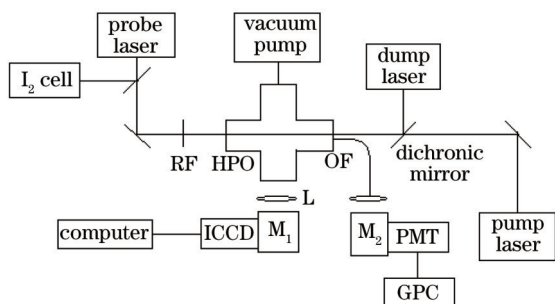 probe
laser
vacuum
pump
I₂ cell
dump
laser
RF
HPO
OF
dichronic
mirror
L
computer
ICCD
M₁
M₂
PMT
pump
laser
GPC